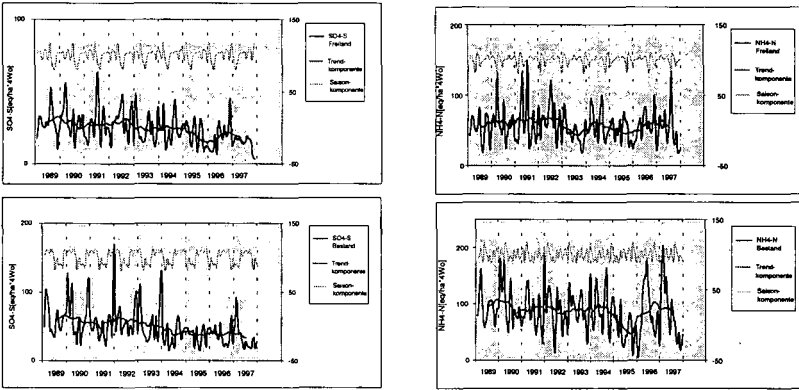 100
150
SO4-S
Freiland
Trend-
komponente
Saison-
komponente
50
SO4-S[eq/ha*4Wo]
0
-50
1989 1990 1991 1992 1993 1994 1995 1996 1997
200
150
NH4-N
Freiland
Trend-
komponente
Saison-
komponente
100
50
NH4-N[eq/ha*4Wo]
0
-50
1989 1990 1991 1992 1993 1994 1995 1996 1997
200
150
SO4-S
Bestand
Trend-
komponente
Saison-
komponente
100
50
SO4-S[eq/ha*4Wo]
0
-50
1989 1990 1991 1992 1993 1994 1995 1996 1997
200
150
NH4-N
Bestand
Trend-
komponente
Saison-
komponente
100
50
NH4-N[eq/ha*4Wo]
0
-50
1989 1990 1991 1992 1993 1994 1995 1996 1997